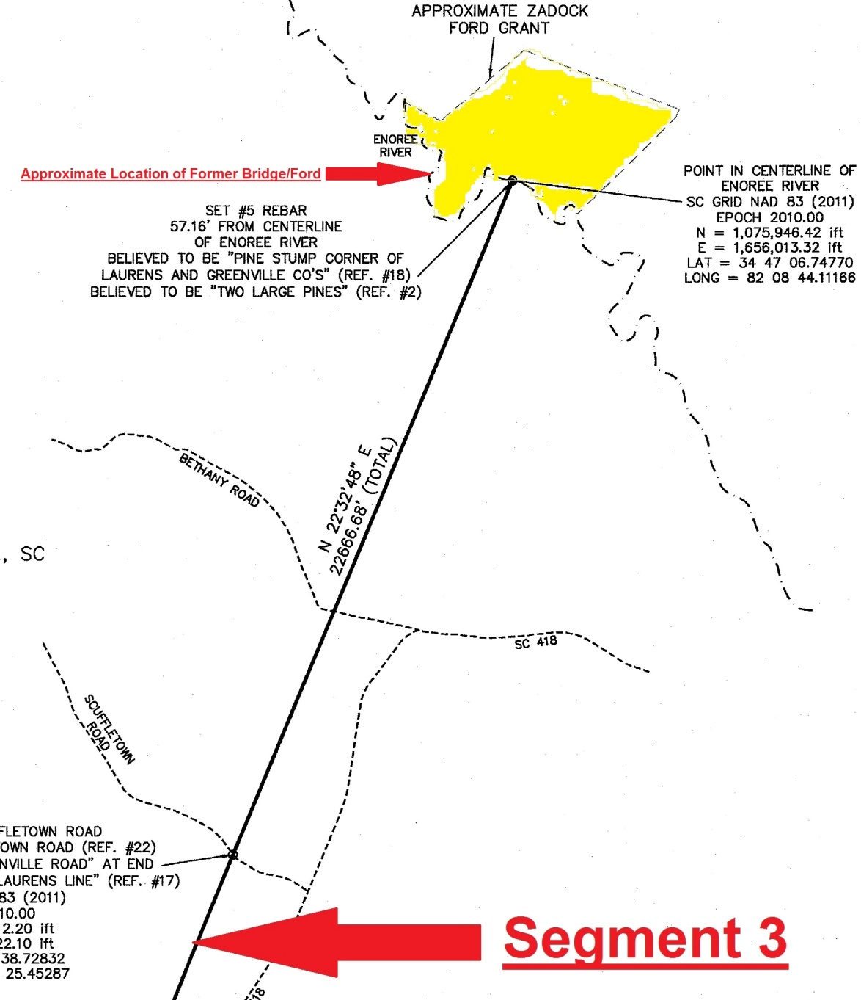 APPROXIMATE ZADOCK
FORD GRANT
ENOREE
RIVER
Approximate Location of Former Bridge/Ford
POINT IN CENTERLINE OF
ENOREE RIVER
SC GRID NAD 83 (2011)
EPOCH 2010.00
N = 1,075,946.42 ift
E = 1,656,013.32 ift
LAT = 34 47 06.74770
LONG = 82 08 44.11166
SET #5 REBAR
57.16' FROM CENTERLINE
OF ENOREE RIVER
BELIEVED TO BE "PINE STUMP CORNER OF
LAURENS AND GREENVILLE CO'S" (REF. #18)
BELIEVED TO BE "TWO LARGE PINES" (REF. #2)
BETHANY ROAD
N 22°32'48" E
22666.68' (TOTAL)
, SC
SC 418
SCUFFLETOWN
ROAD
FLETOWN ROAD
TOWN ROAD (REF. #22)
NVILLE ROAD" AT END
LAURENS LINE" (REF. #17)
83 (2011)
10.00
2.20 ift
22.10 ift
38.72832
25.45287
Segment 3
418